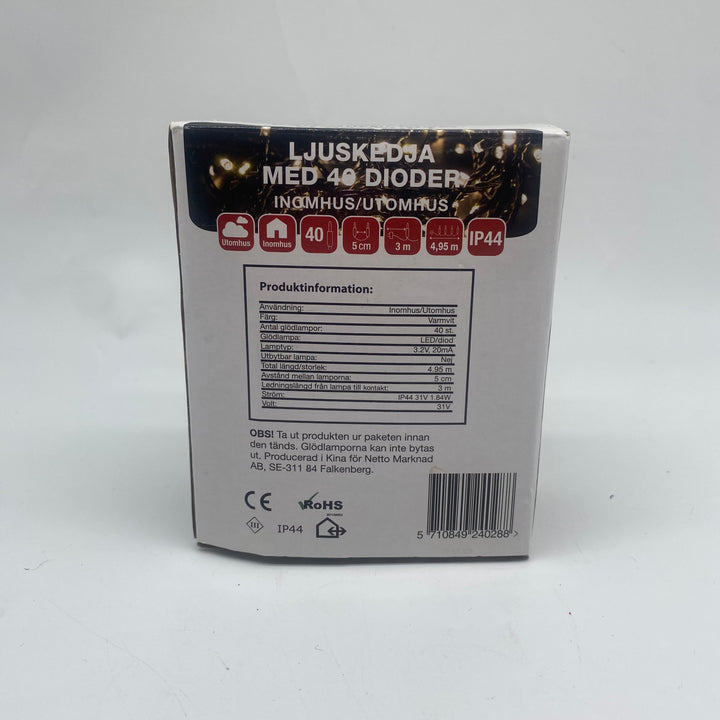 LJUSKEDJA
MED 40 DIODER
INOMHUS/UTOMHUS
Utomhus Inomhus 40 5 cm 3 m 4,95 m IP44
Produktinformation:
Användning: Inomhus/Utomhus
Färg: Varmvit
Antal glödlampor: 40 st.
Glödlampa: LED/diod
Lamptyp: 3.2V, 20mA
Utbytbar lampa: Nej
Total längd/storlek: 4.95 m
Avstånd mellan lamporna: 5 cm
Ledningslängd från lampa till kontakt: 3 m
Ström: IP44 31V 1.84W
Volt: 31V
OBS! Ta ut produkten ur paketen innan
den tänds. Glödlamporna kan inte bytas
ut. Producerad i Kina för Netto Marknad
AB, SE-311 84 Falkenberg.
CE RoHS
III IP44
5 710849 240288 >